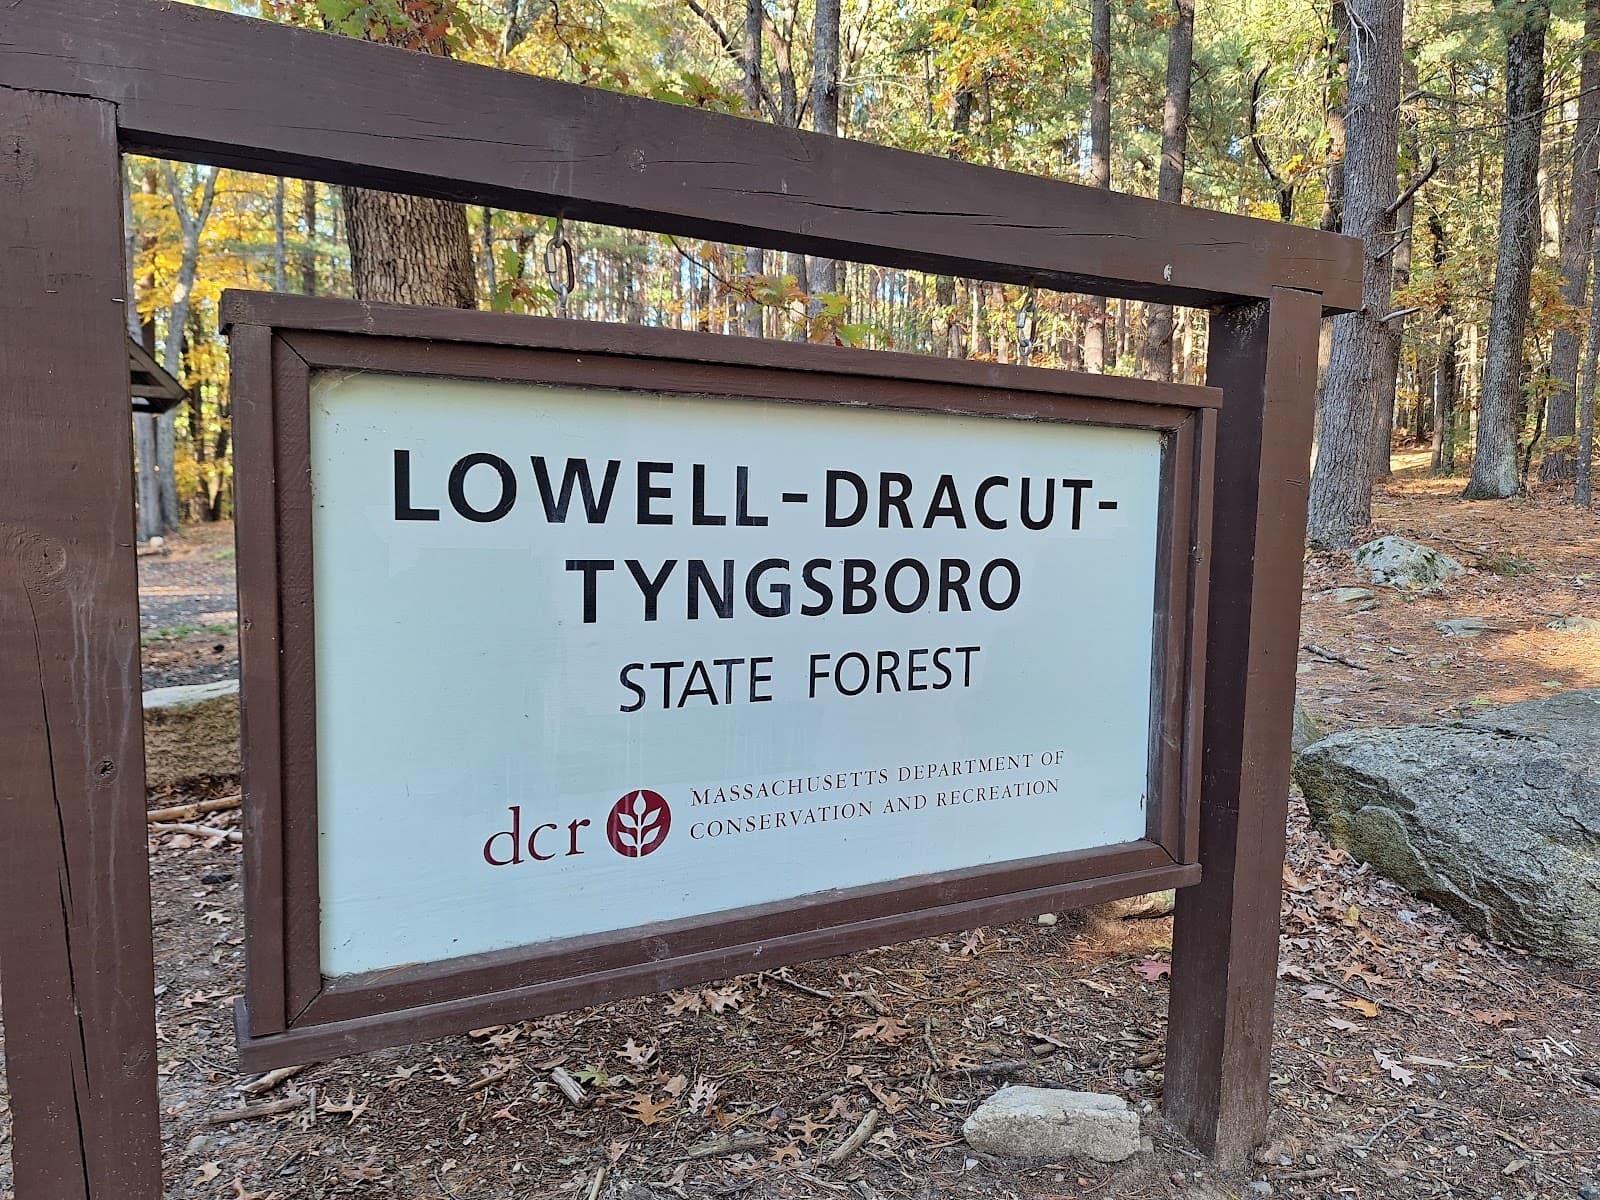 LOWELL-DRACUT-
TYNGSBORO
STATE FOREST
dcr
MASSACHUSETTS DEPARTMENT OF
CONSERVATION AND RECREATION